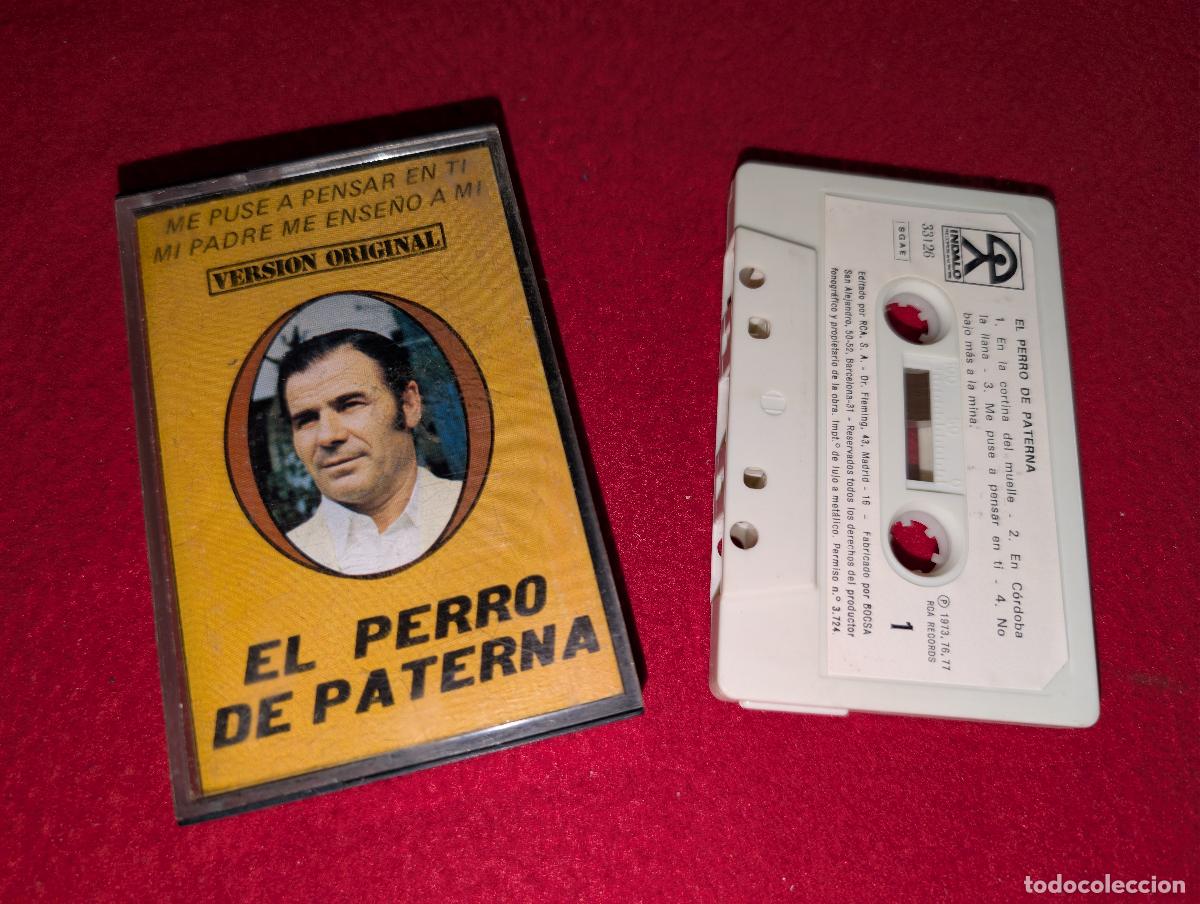 ME PUSE A PENSAR EN TI
MI PADRE ME ENSEÑO A MI
VERSION ORIGINAL
EL PERRO
DE PATERNA
INDALO
33126
SGAE
EL PERRO DE PATERNA
1. En la cortina del muelle - 2. En Córdoba
la llana - 3. Me puse a pensar en ti - 4. No
bajo más a la mina.
Ⓟ 1973, 76, 77
RCA RECORDS
1
Editado por RCA, S. A. - Dr. Fleming, 43, Madrid - 16 - Fabricado por BOGSA
San Alejandro, 50-52, Barcelona-31 - Reservados todos los derechos del productor
fonográfico y propietario de la obra. Impt.º de lujo a metálico. Permiso n.º 3.724
todocoleccion